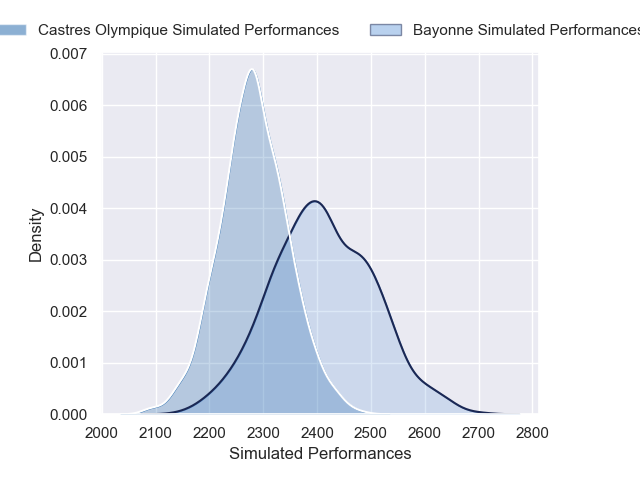 Castres Olympique Simulated Performances
Bayonne Simulated Performances
0.007
0.006
0.005
0.004
0.003
0.002
0.001
0.000
Density
2000 2100 2200 2300 2400 2500 2600 2700 2800
Simulated Performances